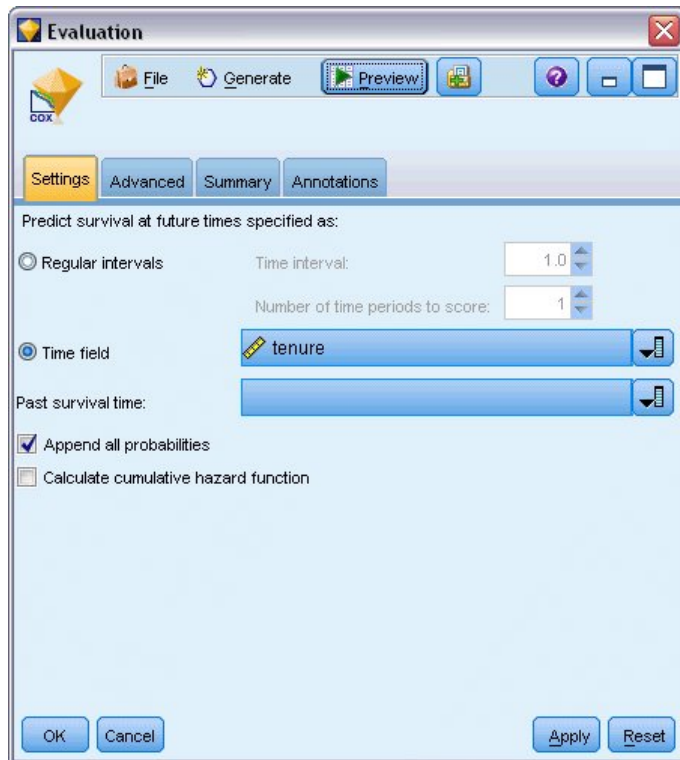 Evaluation
File Generate Preview
COX
Settings Advanced Summary Annotations
Predict survival at future times specified as:
Regular intervals Time interval: 1.0
Number of time periods to score: 1
Time field tenure
Past survival time:
Append all probabilities
Calculate cumulative hazard function
OK Cancel Apply Reset